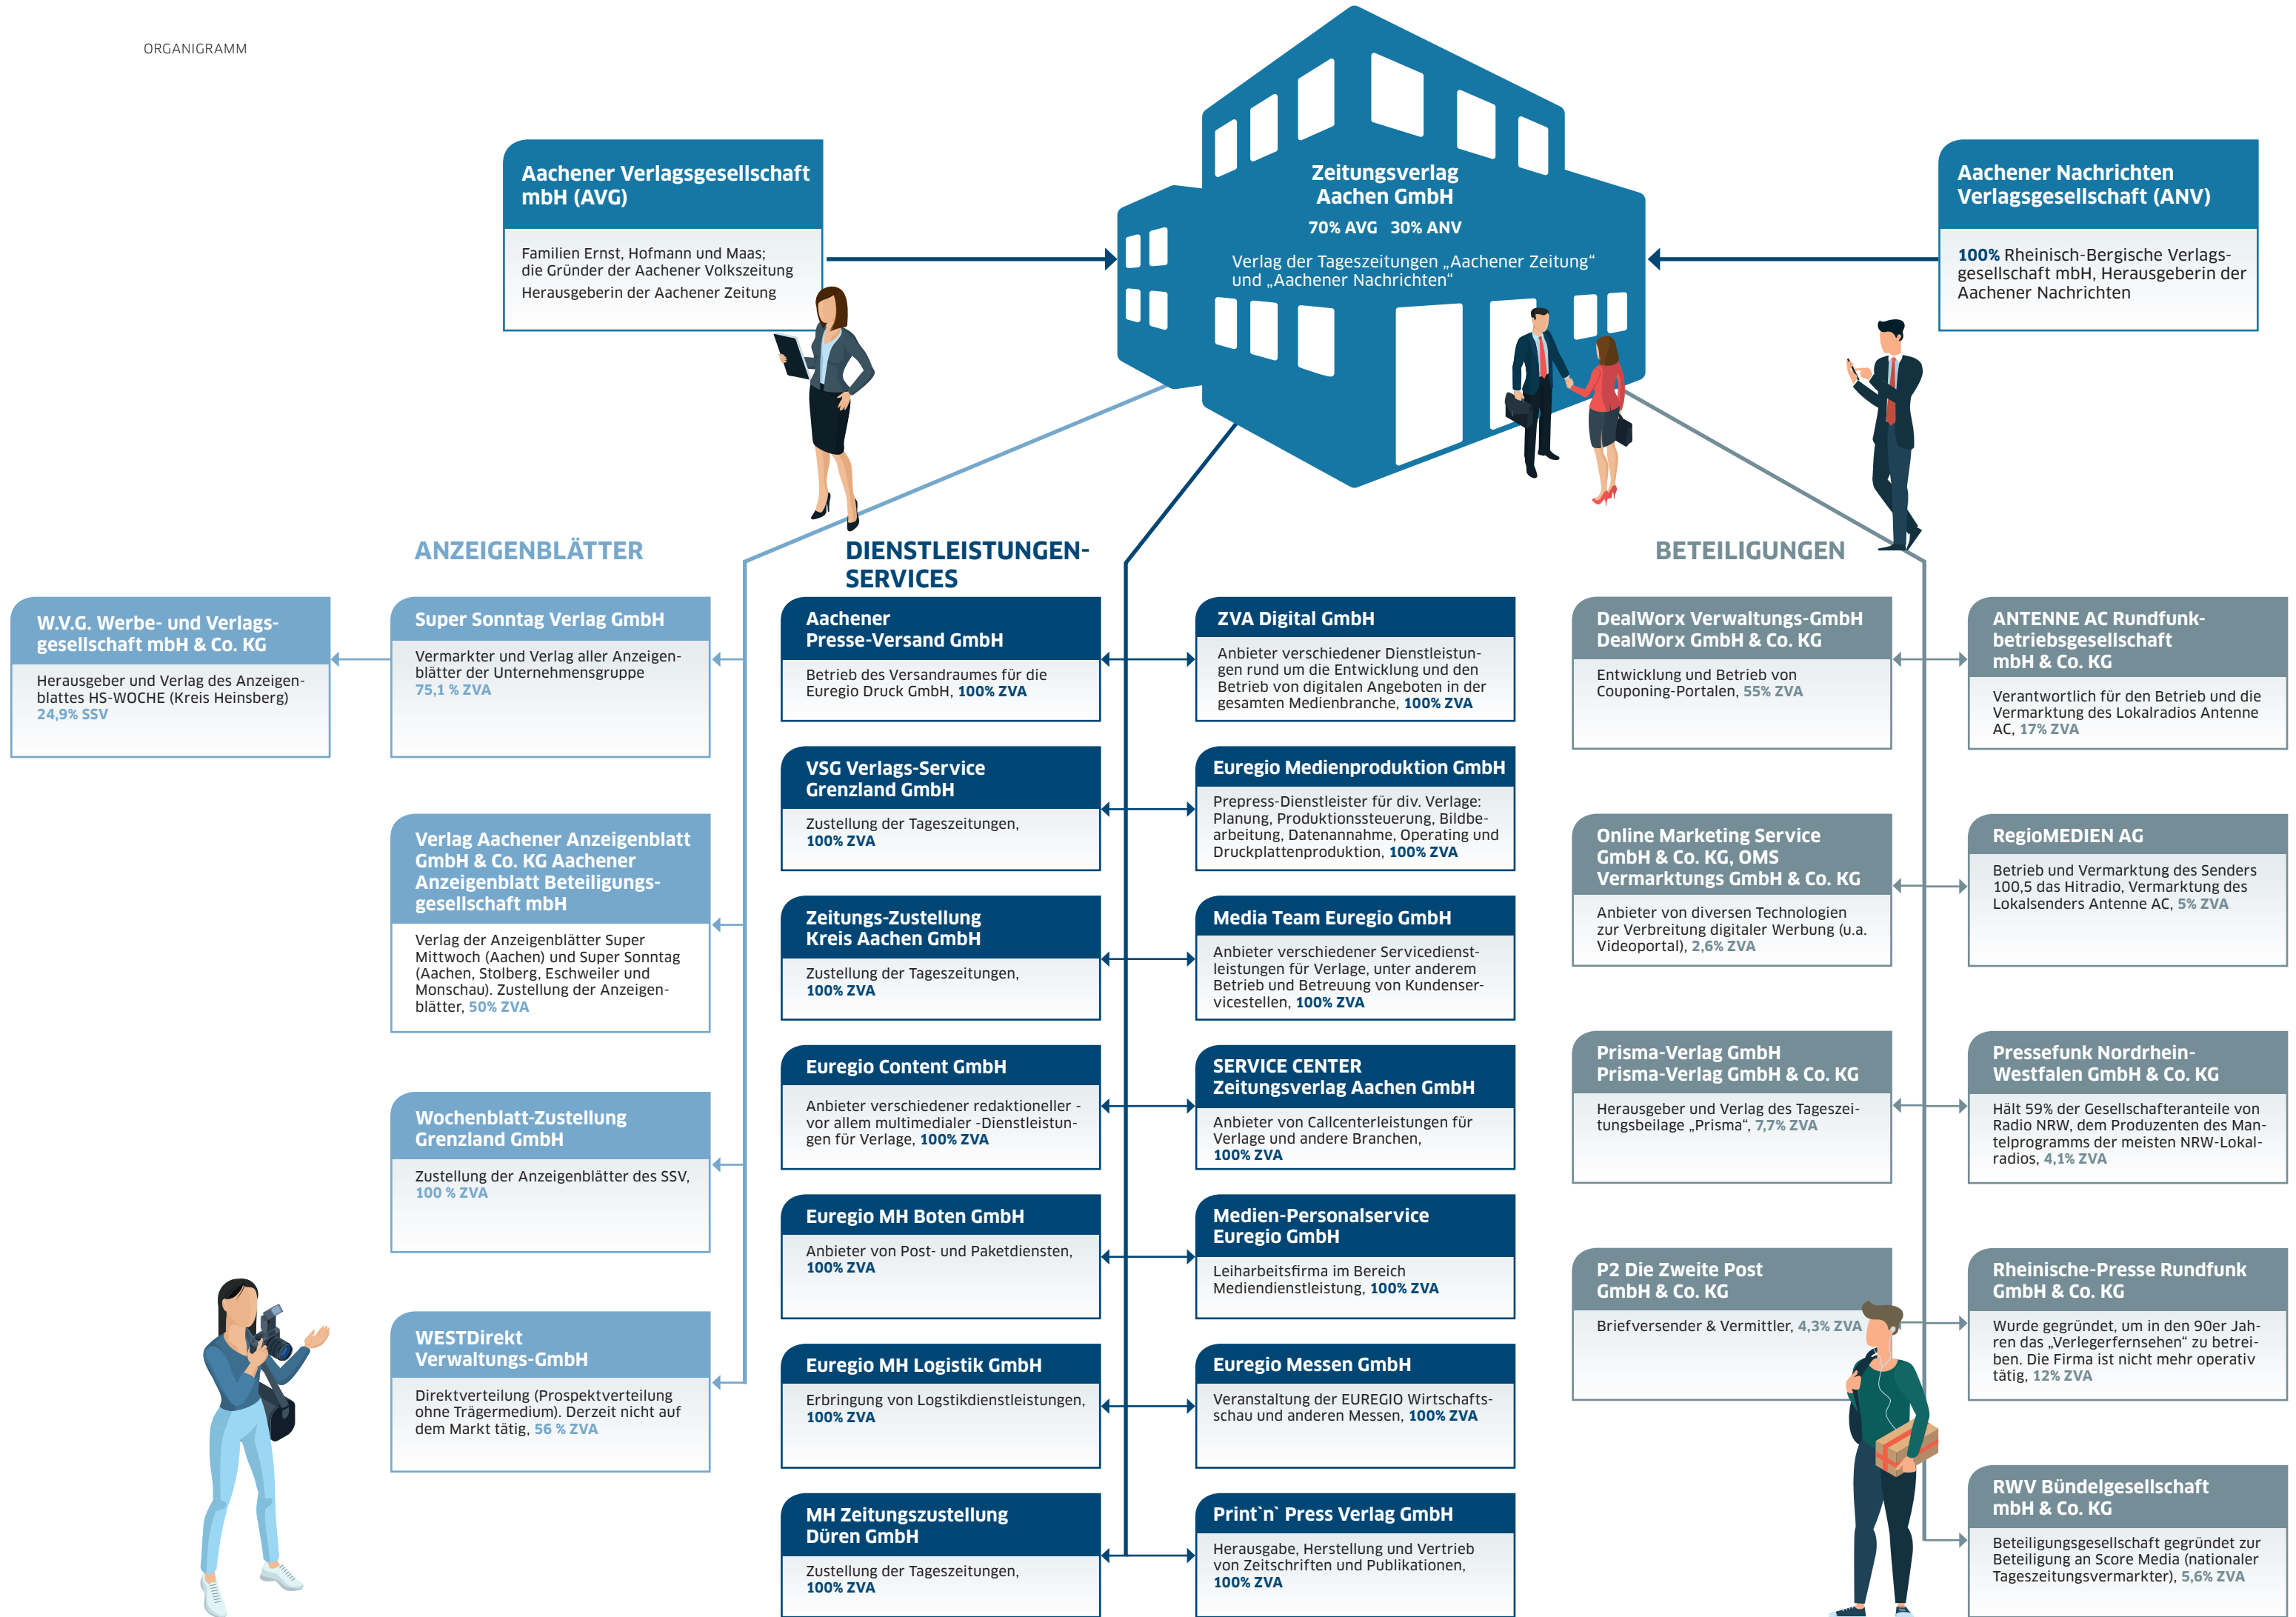 ORGANIGRAMM
Aachener Verlagsgesellschaft
mbH (AVG)
Familien Ernst, Hofmann und Maas;
die Gründer der Aachener Volkszeitung
Herausgeberin der Aachener Zeitung
Zeitungsverlag
Aachen GmbH
70% AVG 30% ANV
Verlag der Tageszeitungen „Aachener Zeitung“
und „Aachener Nachrichten“
Aachener Nachrichten
Verlagsgesellschaft (ANV)
100% Rheinisch-Bergische Verlags-
gesellschaft mbH, Herausgeberin der
Aachener Nachrichten
ANZEIGENBLÄTTER
W.V.G. Werbe- und Verlags-
gesellschaft mbH & Co. KG
Herausgeber und Verlag des Anzeigen-
blattes HS-WOCHE (Kreis Heinsberg)
24,9% SSV
Super Sonntag Verlag GmbH
Vermarkter und Verlag aller Anzeigen-
blätter der Unternehmensgruppe
75,1 % ZVA
Verlag Aachener Anzeigenblatt
GmbH & Co. KG Aachener
Anzeigenblatt Beteiligungs-
gesellschaft mbH
Verlag der Anzeigenblätter Super
Mittwoch (Aachen) und Super Sonntag
(Aachen, Stolberg, Eschweiler und
Monschau). Zustellung der Anzeigen-
blätter, 50% ZVA
Wochenblatt-Zustellung
Grenzland GmbH
Zustellung der Anzeigenblätter des SSV,
100 % ZVA
WESTDirekt
Verwaltungs-GmbH
Direktverteilung (Prospektverteilung
ohne Trägermedium). Derzeit nicht auf
dem Markt tätig, 56 % ZVA
DIENSTLEISTUNGEN-
SERVICES
Aachener
Presse-Versand GmbH
Betrieb des Versandraumes für die
Euregio Druck GmbH, 100% ZVA
VSG Verlags-Service
Grenzland GmbH
Zustellung der Tageszeitungen,
100% ZVA
Zeitungs-Zustellung
Kreis Aachen GmbH
Zustellung der Tageszeitungen,
100% ZVA
Euregio Content GmbH
Anbieter verschiedener redaktioneller -
vor allem multimedialer -Dienstleistun-
gen für Verlage, 100% ZVA
Euregio MH Boten GmbH
Anbieter von Post- und Paketdiensten,
100% ZVA
Euregio MH Logistik GmbH
Erbringung von Logstikdienstleistungen,
100% ZVA
MH Zeitungszustellung
Düren GmbH
Zustellung der Tageszeitungen,
100% ZVA
ZVA Digital GmbH
Anbieter verschiedener Dienstleistun-
gen rund um die Entwicklung und den
Betrieb von digitalen Angeboten in der
gesamten Medienbranche, 100% ZVA
Euregio Medienproduktion GmbH
Prepress-Dienstleister für div. Verlage:
Planung, Produktionssteuerung, Bildbe-
arbeitung, Datenannahme, Operating und
Druckplattenproduktion, 100% ZVA
Media Team Euregio GmbH
Anbieter verschiedener Servicedienst-
leistungen für Verlage, unter anderem
Betrieb und Betreuung von Kundenser-
vicestellen, 100% ZVA
SERVICE CENTER
Zeitungsverlag Aachen GmbH
Anbieter von Callcenterleistungen für
Verlage und andere Branchen,
100% ZVA
Medien-Personalservice
Euregio GmbH
Leiharbeitsfirma im Bereich
Mediendienstleistung, 100% ZVA
Euregio Messen GmbH
Veranstaltung der EUREGIO Wirtschafts-
schau und anderen Messen, 100% ZVA
Print`n` Press Verlag GmbH
Herausgabe, Herstellung und Vertrieb
von Zeitschriften und Publikationen,
100% ZVA
BETEILIGUNGEN
DealWorx Verwaltungs-GmbH
DealWorx GmbH & Co. KG
Entwicklung und Betrieb von
Couponing-Portalen, 55% ZVA
Online Marketing Service
GmbH & Co. KG, OMS
Vermarktungs GmbH & Co. KG
Anbieter von diversen Technologien
zur Verbreitung digitaler Werbung (u.a.
Videoportal), 2,6% ZVA
Prisma-Verlag GmbH
Prisma-Verlag GmbH & Co. KG
Herausgeber und Verlag des Tageszei-
tungsbeilage „Prisma“, 7,7% ZVA
P2 Die Zweite Post
GmbH & Co. KG
Briefversender & Vermittler, 4,3% ZVA
ANTENNE AC Rundfunk-
betriebsgesellschaft
mbH & Co. KG
Verantwortlich für den Betrieb und die
Vermarktung des Lokalradios Antenne
AC, 17% ZVA
RegioMEDIEN AG
Betrieb und Vermarktung des Senders
100,5 das Hitradio, Vermarktung des
Lokalsenders Antenne AC, 5% ZVA
Pressefunk Nordrhein-
Westfalen GmbH & Co. KG
Hält 59% der Gesellschafteranteile von
Radio NRW, dem Produzenten des Man-
telprogramms der meisten NRW-Lokal-
radios, 4,1% ZVA
Rheinische-Presse Rundfunk
GmbH & Co. KG
Wurde gegründet, um in den 90er Jah-
ren das „Verlegerfernsehen“ zu betrei-
ben. Die Firma ist nicht mehr operativ
tätig, 12% ZVA
RWV Bündelgesellschaft
mbH & Co. KG
Beteiligungsgesellschaft gegründet zur
Beteiligung an Score Media (nationaler
Tageszeitungsvermarkter), 5,6% ZVA